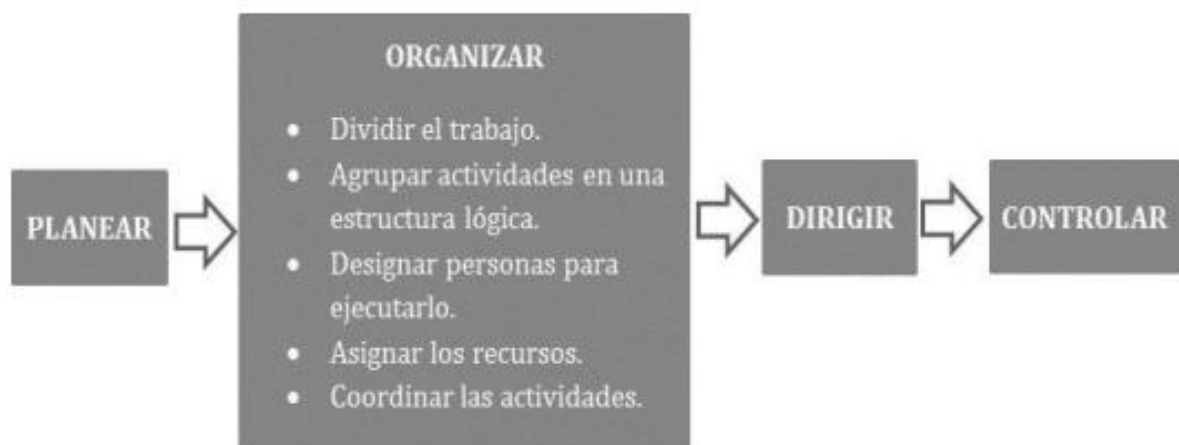 PLANEAR
ORGANIZAR
• Dividir el trabajo.
• Agrupar actividades en una
estructura lógica.
• Designar personas para
ejecutarlo.
• Asignar los recursos.
• Coordinar las actividades.
DIRIGIR
CONTROLAR